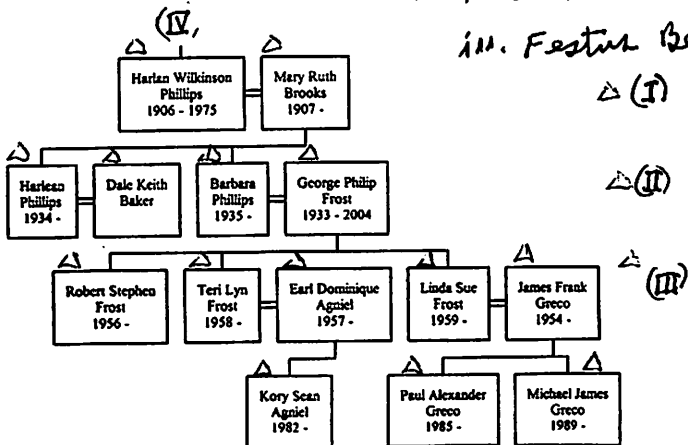 (IV,
ill. Festus Be
Harlan Wilkinson
Phillips
1906 - 1975
Mary Ruth
Brooks
1907 -
(I)
Harlean
Phillips
1934 -
Dale Keith
Baker
Barbara
Phillips
1935 -
George Philip
Frost
1933 - 2004
(II)
Robert Stephen
Frost
1956 -
Teri Lyn
Frost
1958 -
Earl Dominique
Agniel
1957 -
Linda Sue
Frost
1959 -
James Frank
Greco
1954 -
(III)
Kory Sean
Agniel
1982 -
Paul Alexander
Greco
1985 -
Michael James
Greco
1989 -